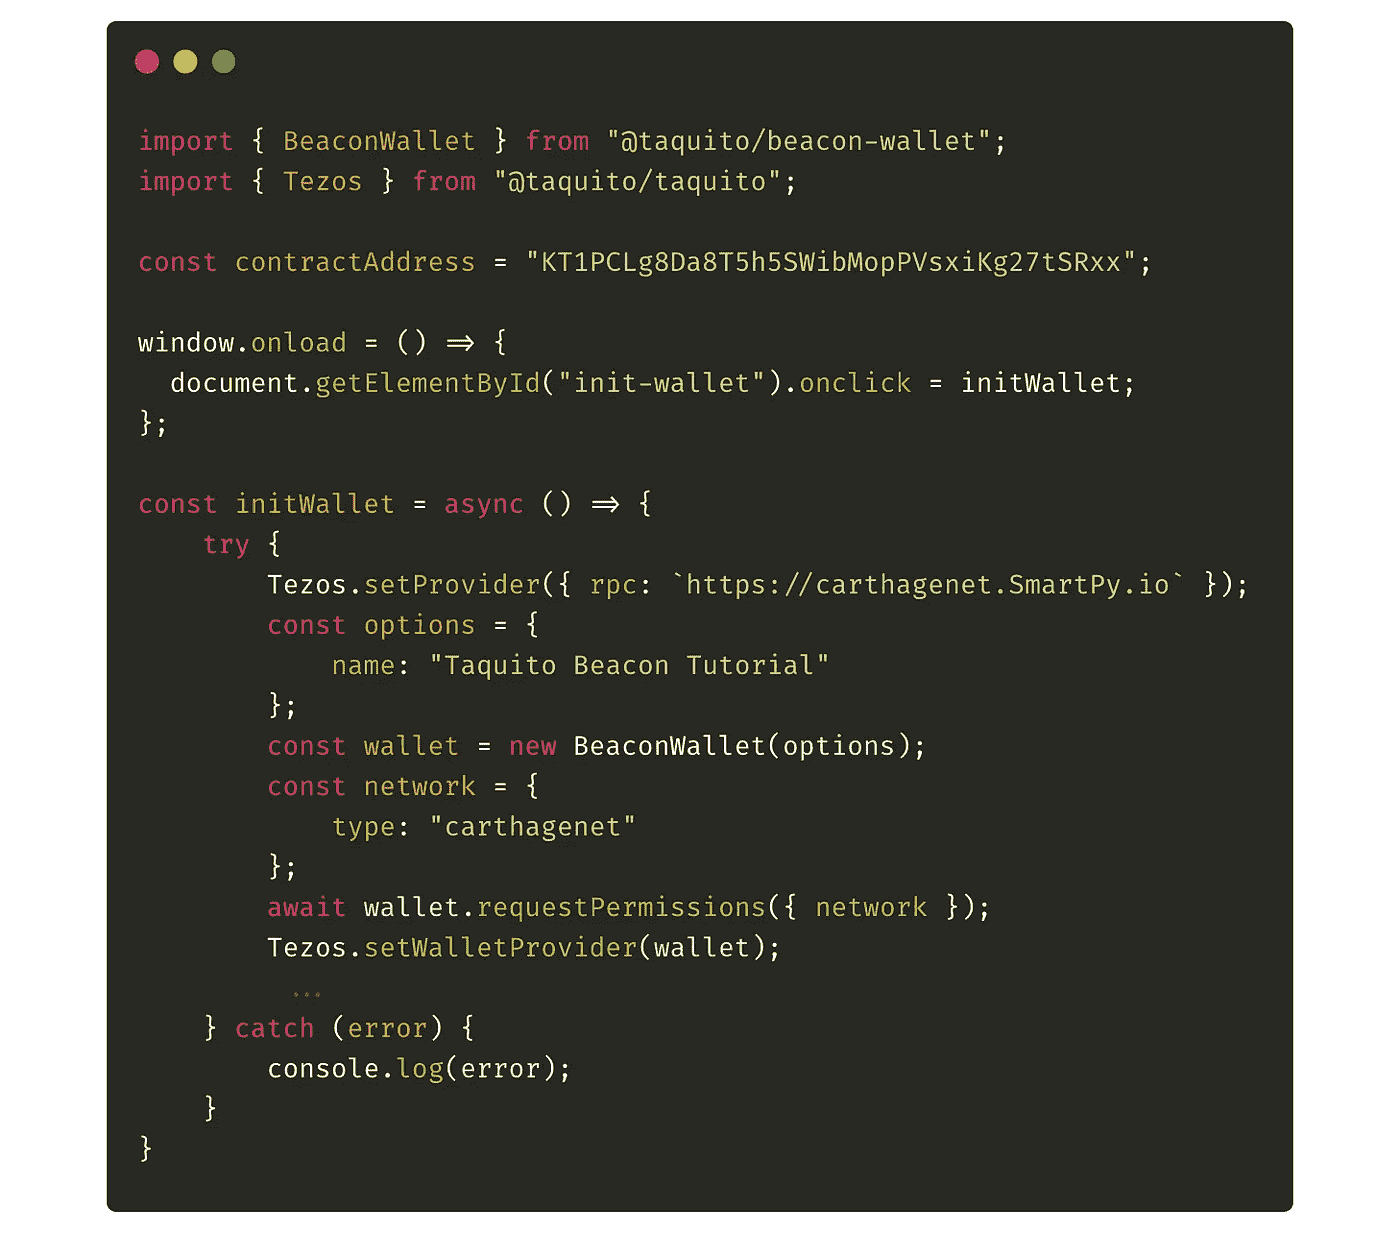 import { BeaconWallet } from "@taquito/beacon-wallet";
import { Tezos } from "@taquito/taquito";
const contractAddress = "KT1PCLg8Da8T5h5SWibMopPVsxiKg27tSRxx";
window.onload = () => {
  document.getElementById("init-wallet").onclick = initWallet;
};
const initWallet = async () => {
    try {
        Tezos.setProvider({ rpc: `https://carthagenet.SmartPy.io` });
        const options = {
            name: "Taquito Beacon Tutorial"
        };
        const wallet = new BeaconWallet(options);
        const network = {
            type: "carthagenet"
        };
        await wallet.requestPermissions({ network });
        Tezos.setWalletProvider(wallet);
        ...
    } catch (error) {
        console.log(error);
    }
}